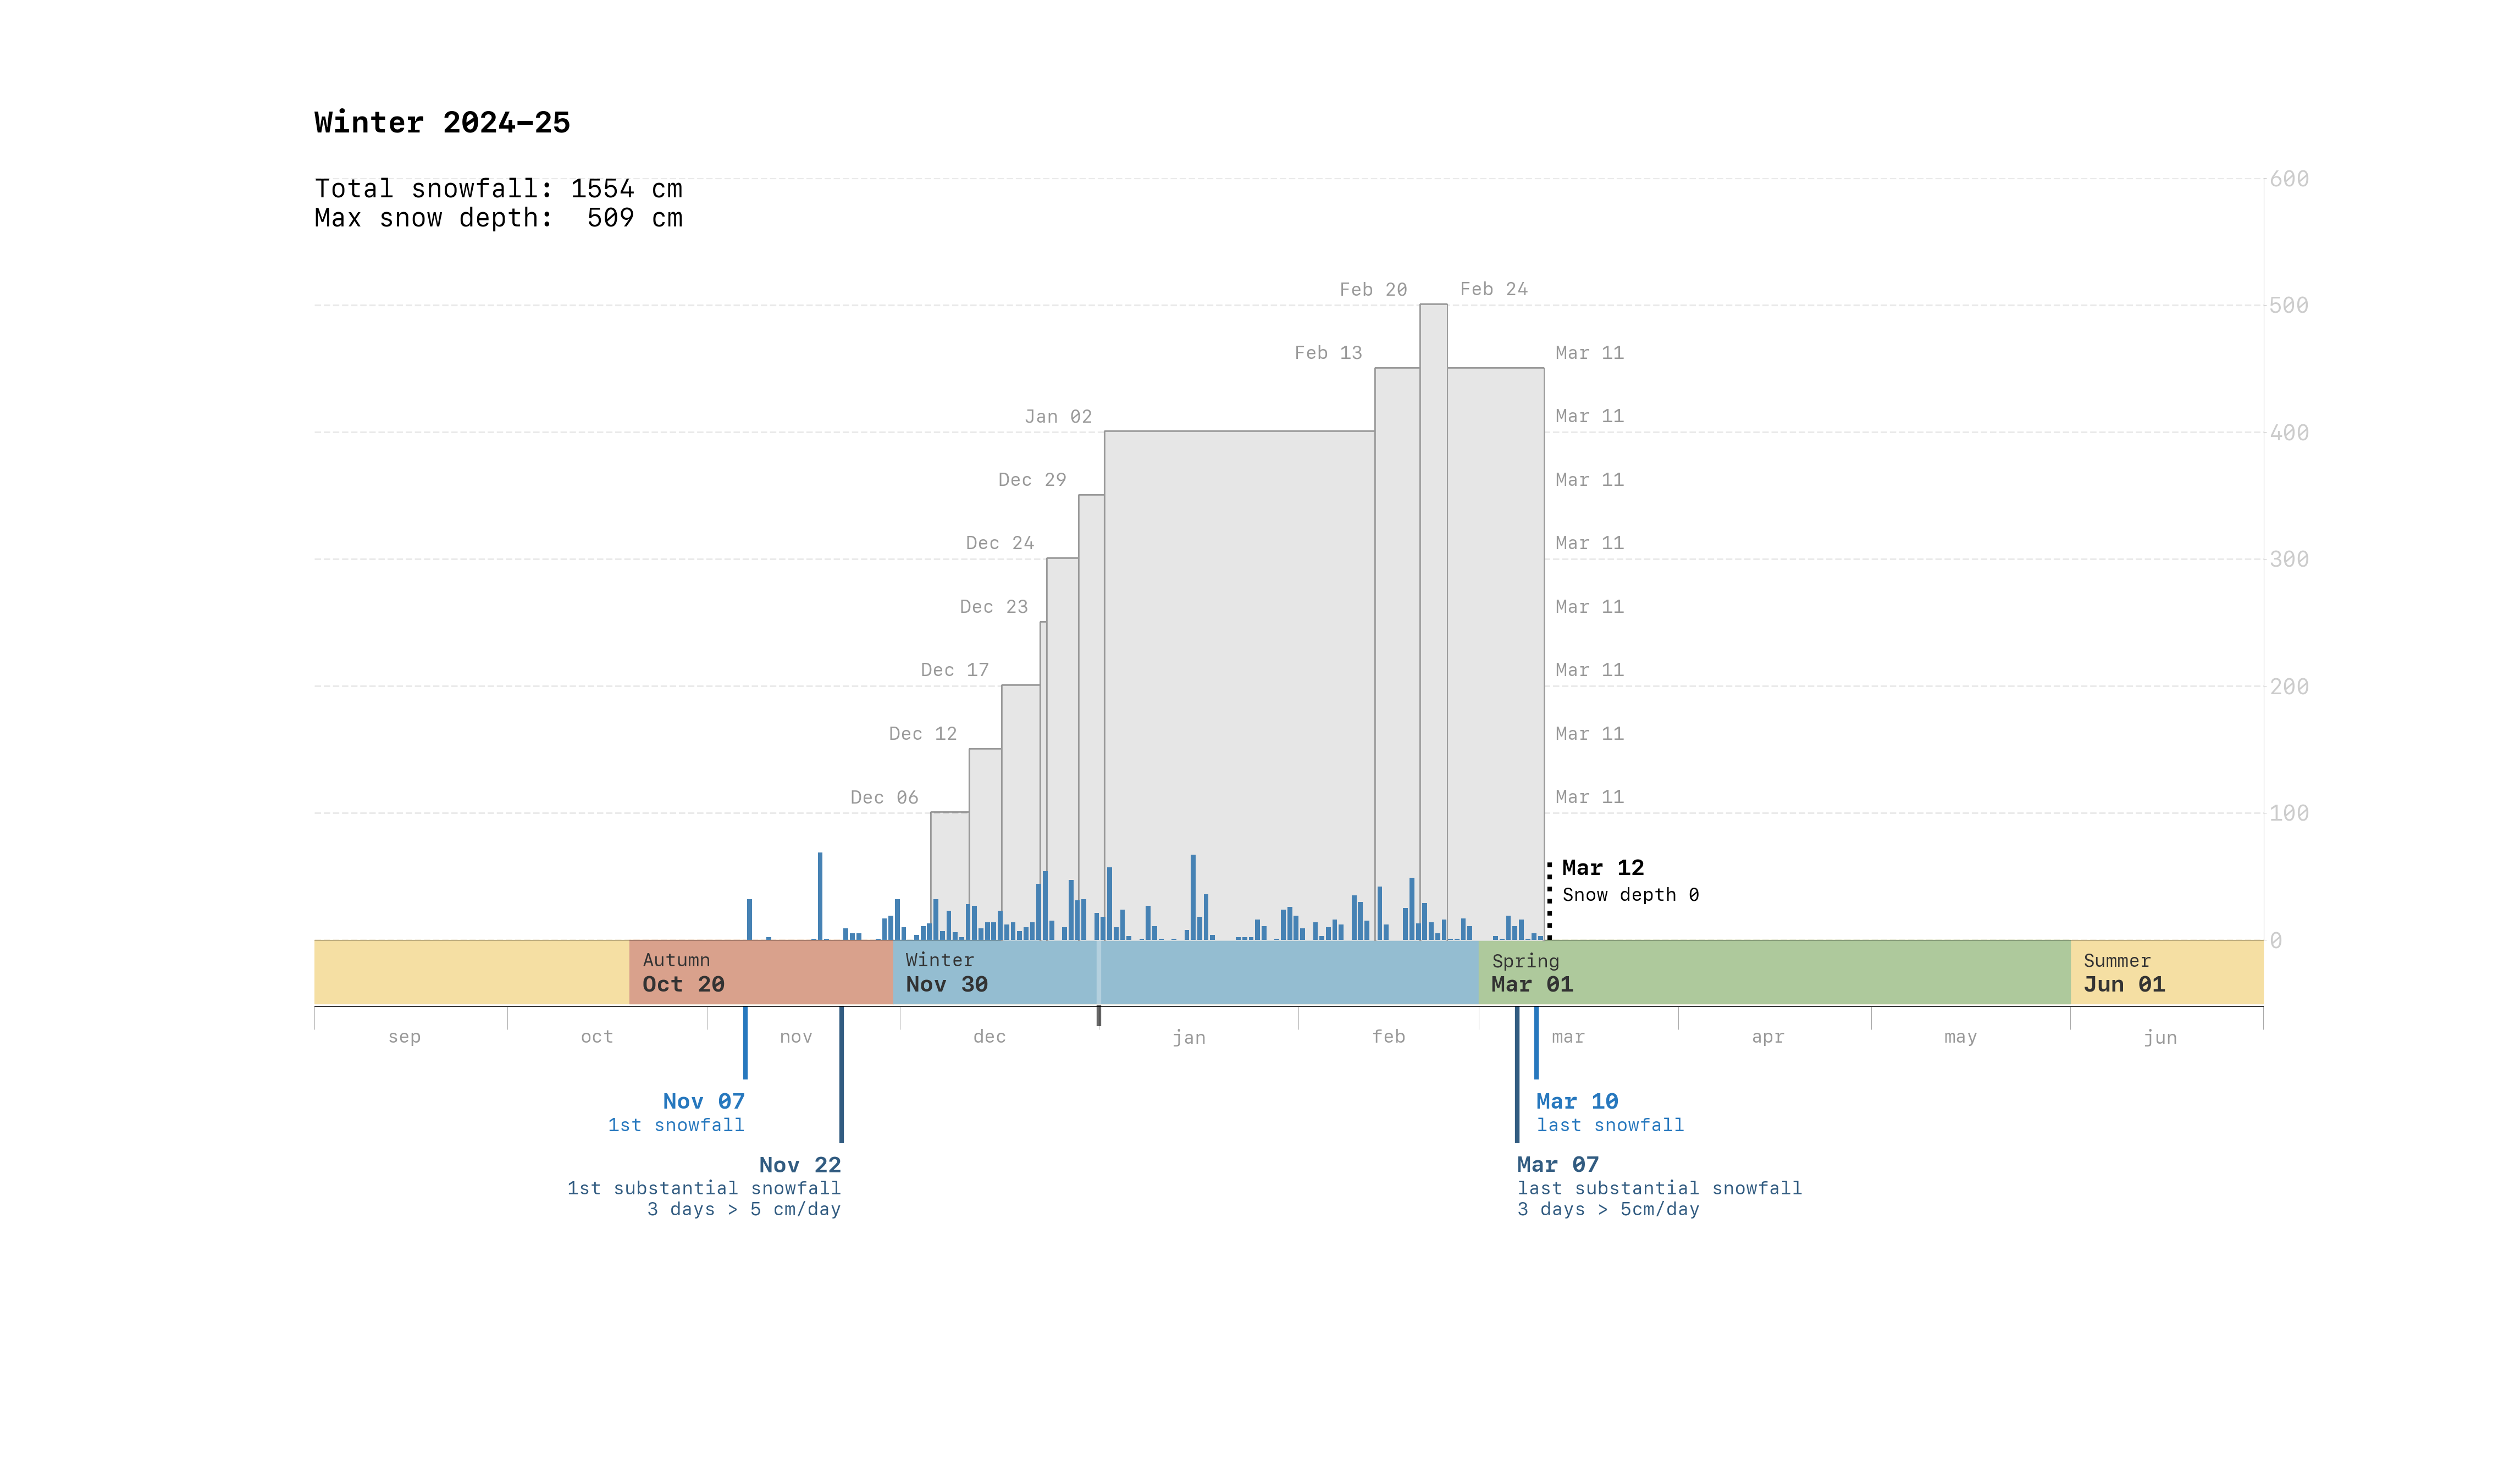 Winter 2024–25
Total snowfall: 1554 cm
Max snow depth:  509 cm
600
Feb 20
Feb 24
500
Feb 13
Mar 11
Jan 02
Mar 11
400
Dec 29
Mar 11
Dec 24
Mar 11
300
Dec 23
Mar 11
Dec 17
Mar 11
200
Dec 12
Mar 11
Dec 06
Mar 11
100
Mar 12
Snow depth 0
0
Autumn
Oct 20
Winter
Nov 30
Spring
Mar 01
Summer
Jun 01
sep
oct
nov
dec
jan
feb
mar
apr
may
jun
Nov 07
1st snowfall
Mar 10
last snowfall
Nov 22
1st substantial snowfall
3 days > 5 cm/day
Mar 07
last substantial snowfall
3 days > 5cm/day